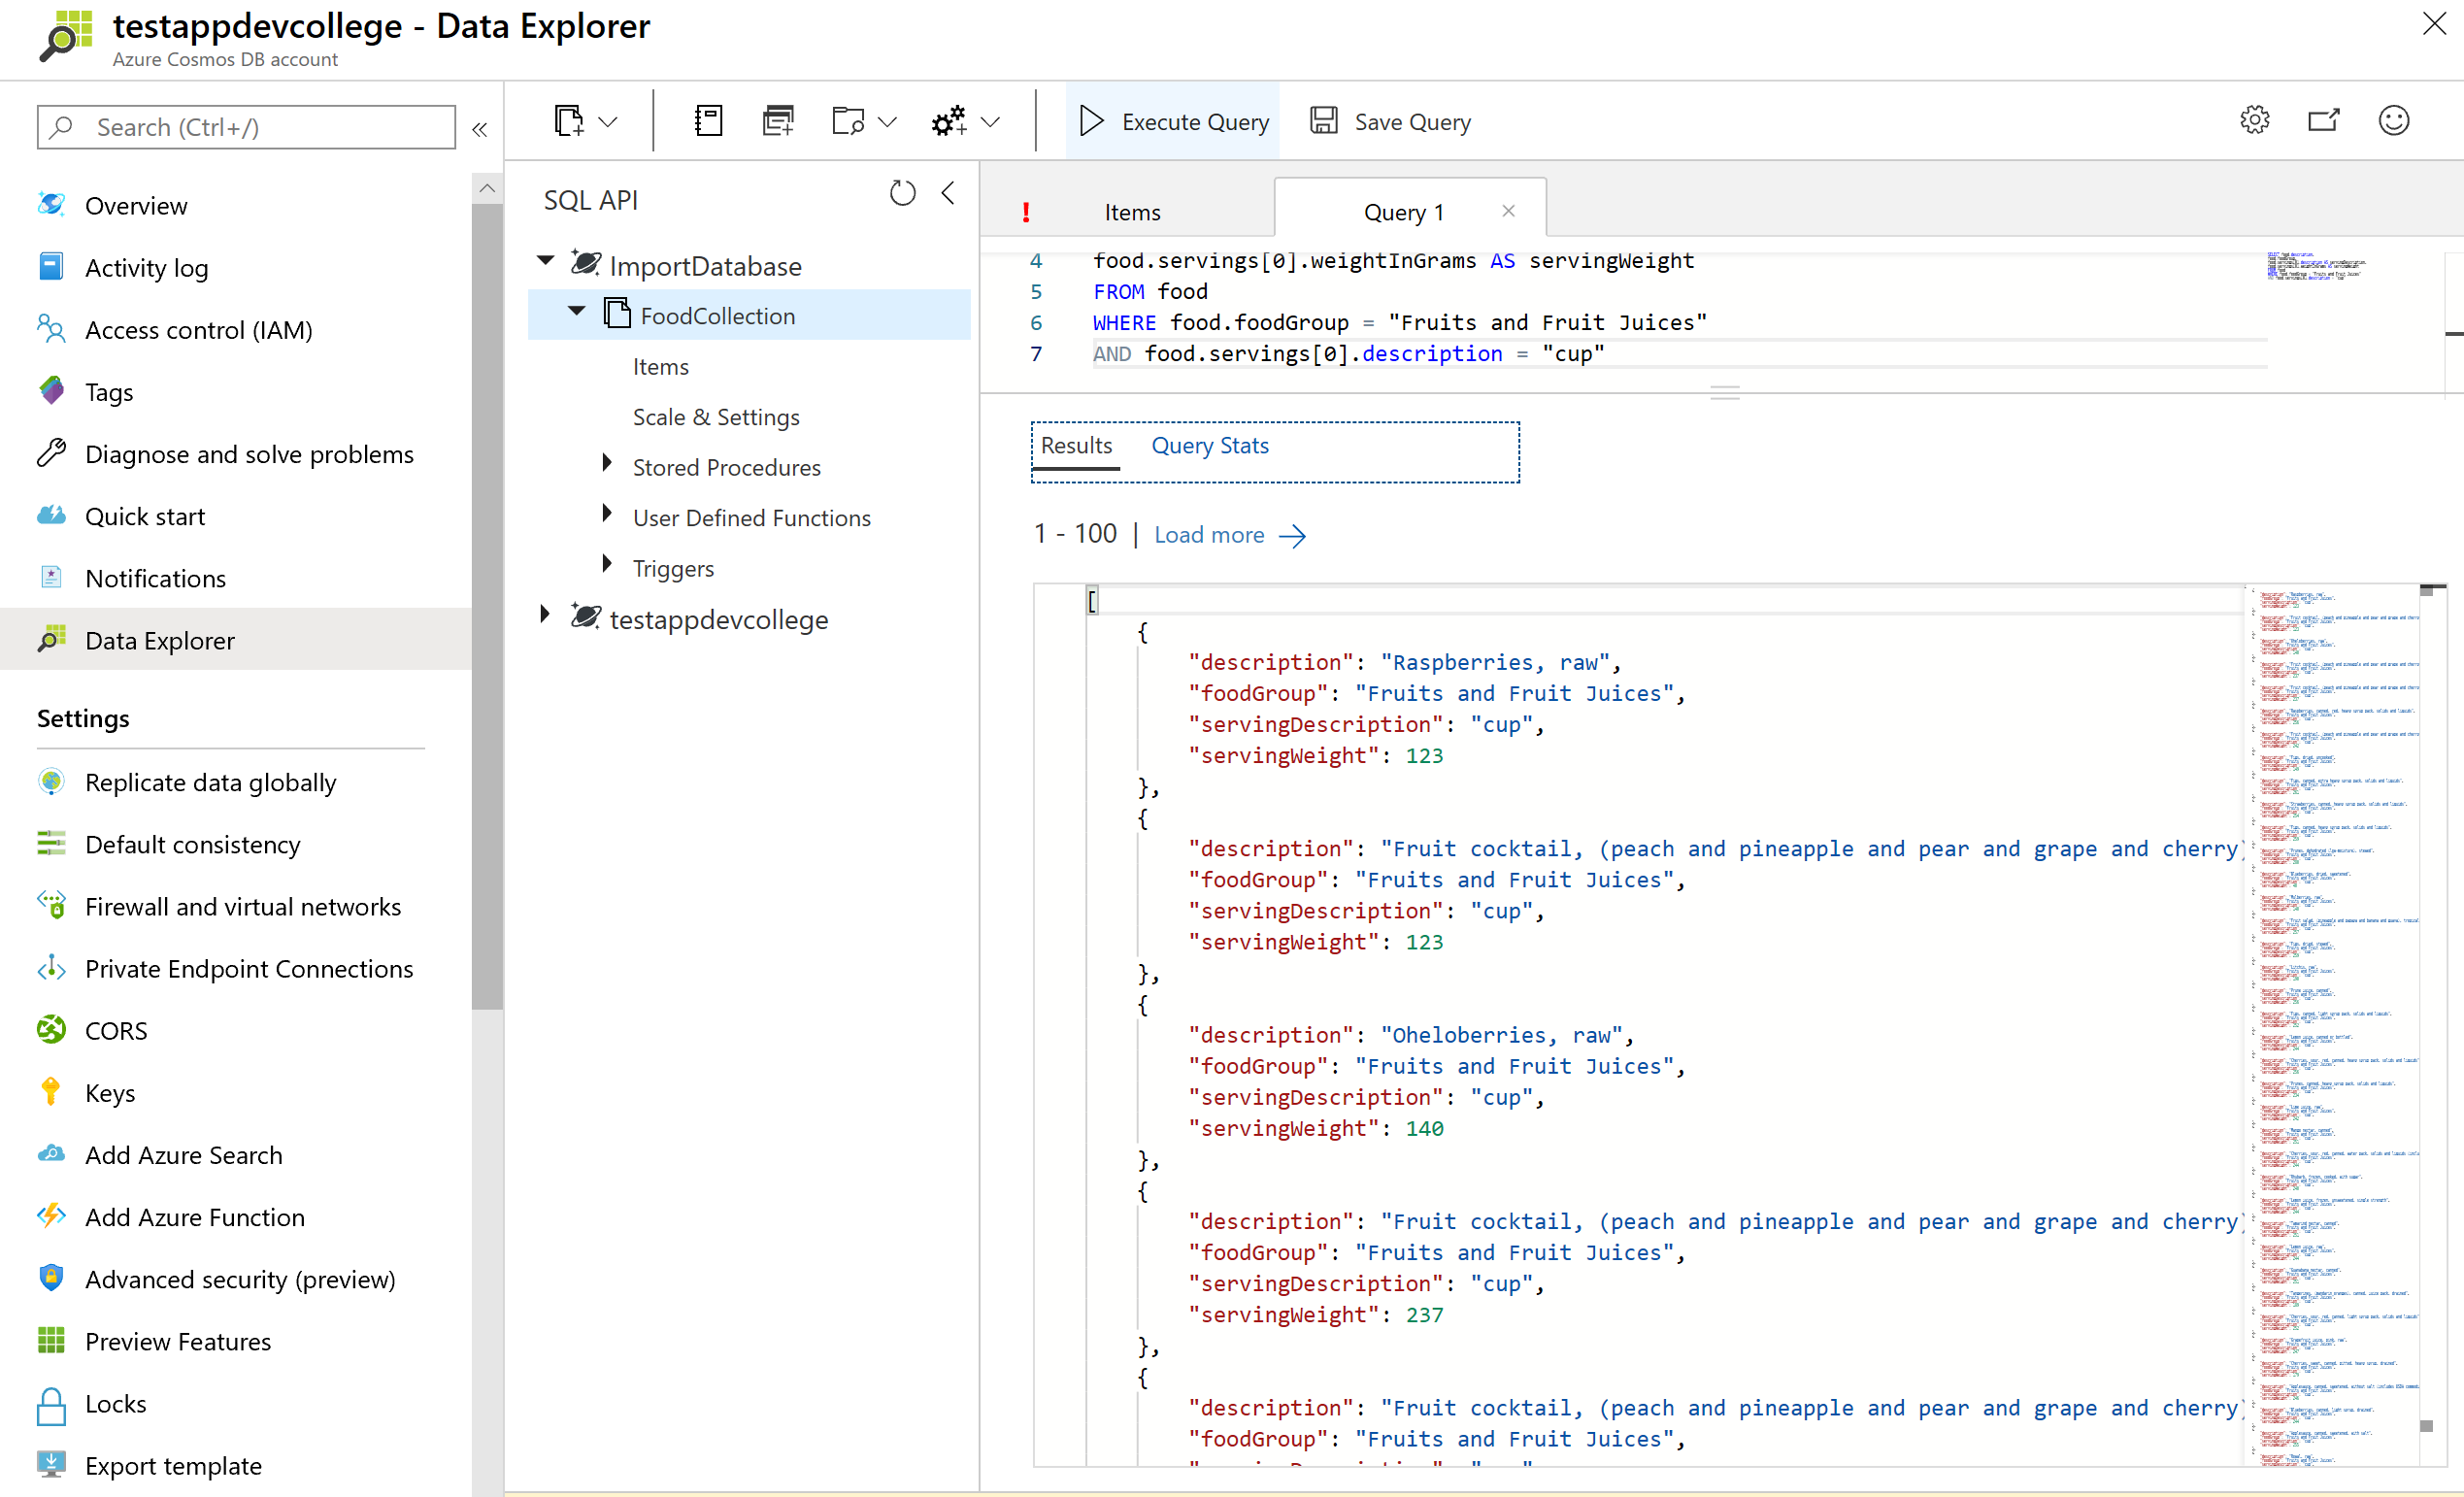 testappdevcollege - Data Explorer
Azure Cosmos DB account
Search (Ctrl+/)
«
Overview
Activity log
Access control (IAM)
Tags
Diagnose and solve problems
Quick start
Notifications
Data Explorer
Settings
Replicate data globally
Default consistency
Firewall and virtual networks
Private Endpoint Connections
CORS
Keys
Add Azure Search
Add Azure Function
Advanced security (preview)
Preview Features
Locks
Export template
Execute Query
Save Query
SQL API
ImportDatabase
FoodCollection
Items
Scale & Settings
Stored Procedures
User Defined Functions
Triggers
testappdevcollege
! Items
Query 1
4 food.servings[0].weightInGrams AS servingWeight
5 FROM food
6 WHERE food.foodGroup = "Fruits and Fruit Juices"
7 AND food.servings[0].description = "cup"
Results Query Stats
1 - 100 | Load more
[
{
"description": "Raspberries, raw",
"foodGroup": "Fruits and Fruit Juices",
"servingDescription": "cup",
"servingWeight": 123
},
{
"description": "Fruit cocktail, (peach and pineapple and pear and grape and cherry
"foodGroup": "Fruits and Fruit Juices",
"servingDescription": "cup",
"servingWeight": 123
},
{
"description": "Oheloberries, raw",
"foodGroup": "Fruits and Fruit Juices",
"servingDescription": "cup",
"servingWeight": 140
},
{
"description": "Fruit cocktail, (peach and pineapple and pear and grape and cherry
"foodGroup": "Fruits and Fruit Juices",
"servingDescription": "cup",
"servingWeight": 237
},
{
"description": "Fruit cocktail, (peach and pineapple and pear and grape and cherry
"foodGroup": "Fruits and Fruit Juices",